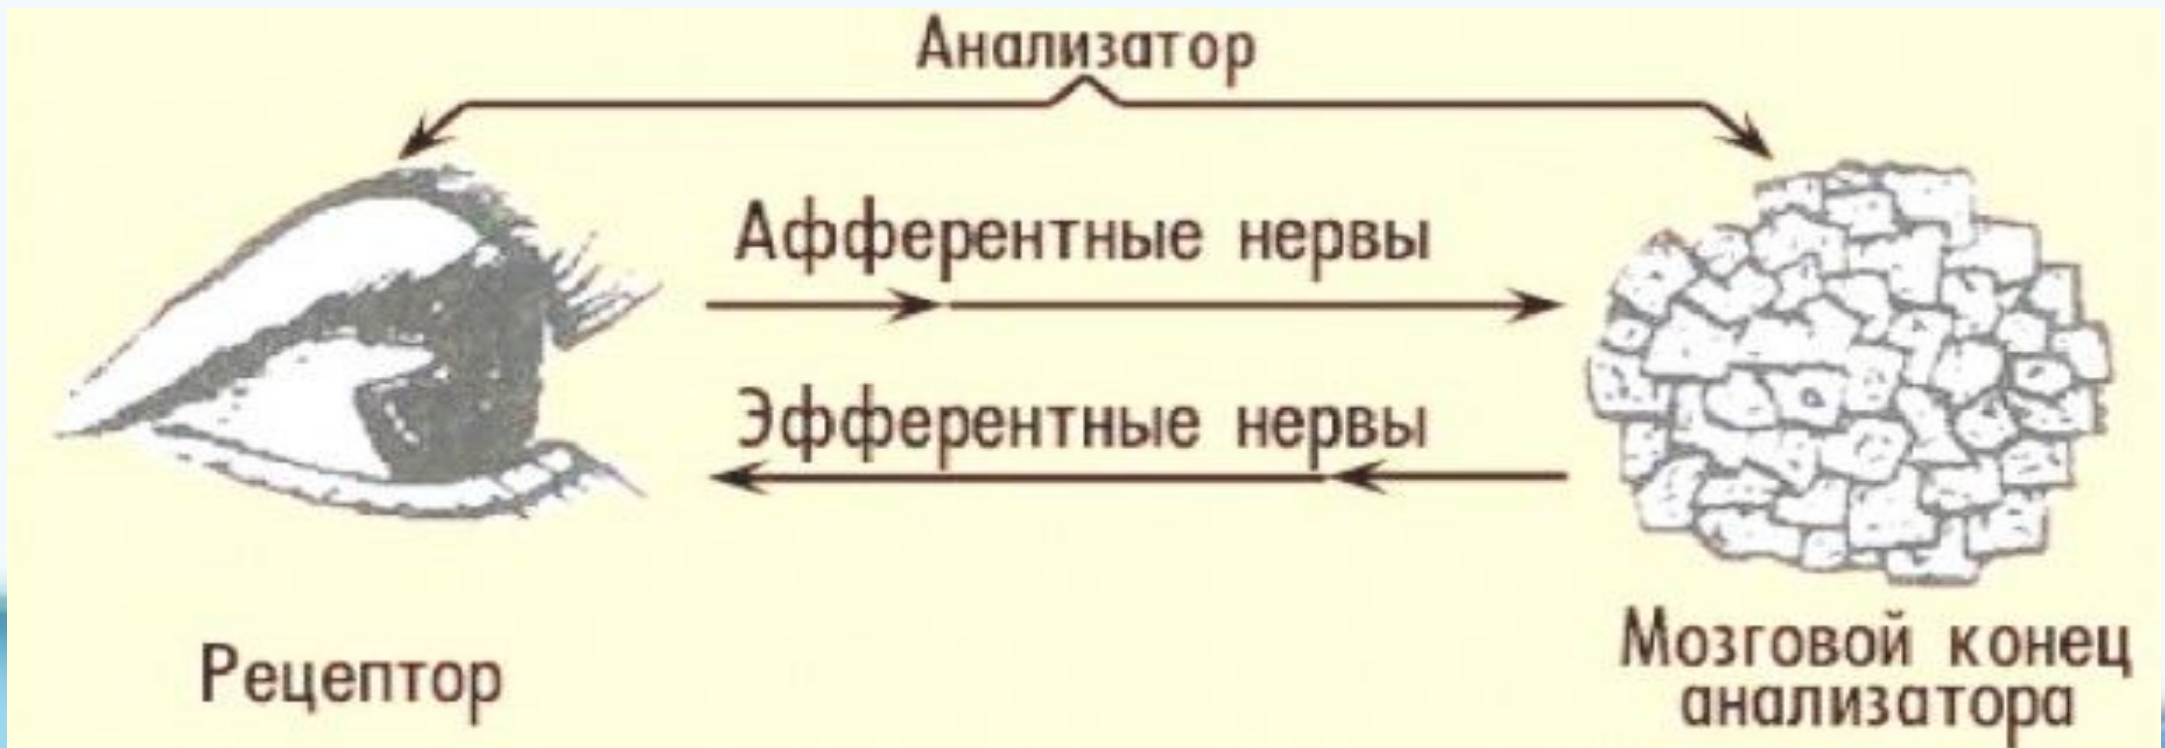 Анализатор
Афферентные нервы
Эфферентные нервы
Рецептор
Мозговой конец
анализатора